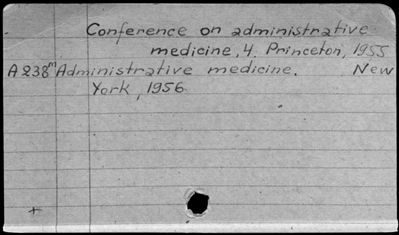 Conference on administrative
medicine, 4. Princeton, 1955
A238m Administrative medicine. New
York, 1956
+